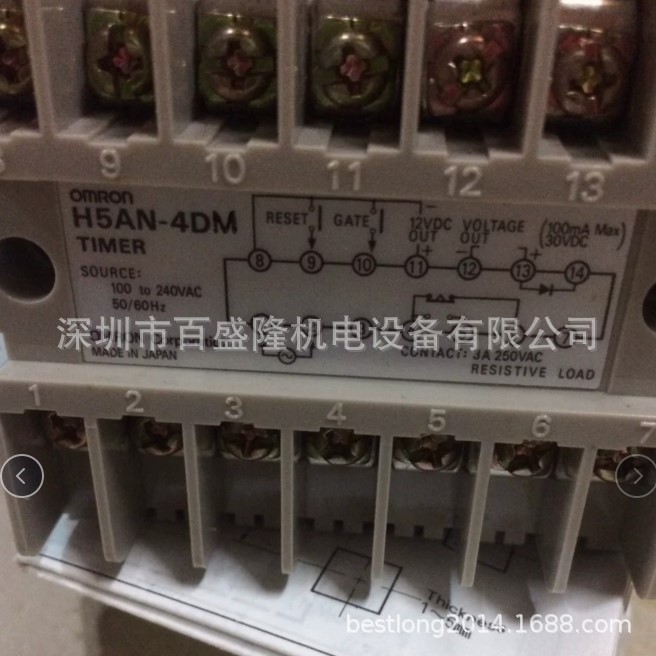 9 10 11 12 13
OMRON
H5AN-4DM
TIMER
SOURCE:
100 to 240VAC
50/60Hz
MADE IN JAPAN
RESET GATE 12VDC OUT VOLTAGE OUT (100mA Max) 30VDC
8 9 10 11 12 13 14
CONTACT: 3A 250VAC
RESISTIVE LOAD
深圳市百盛隆机电设备有限公司
1 2 3 4 5 6 7
Thickness
1~5mm
bestlong2014.1688.com